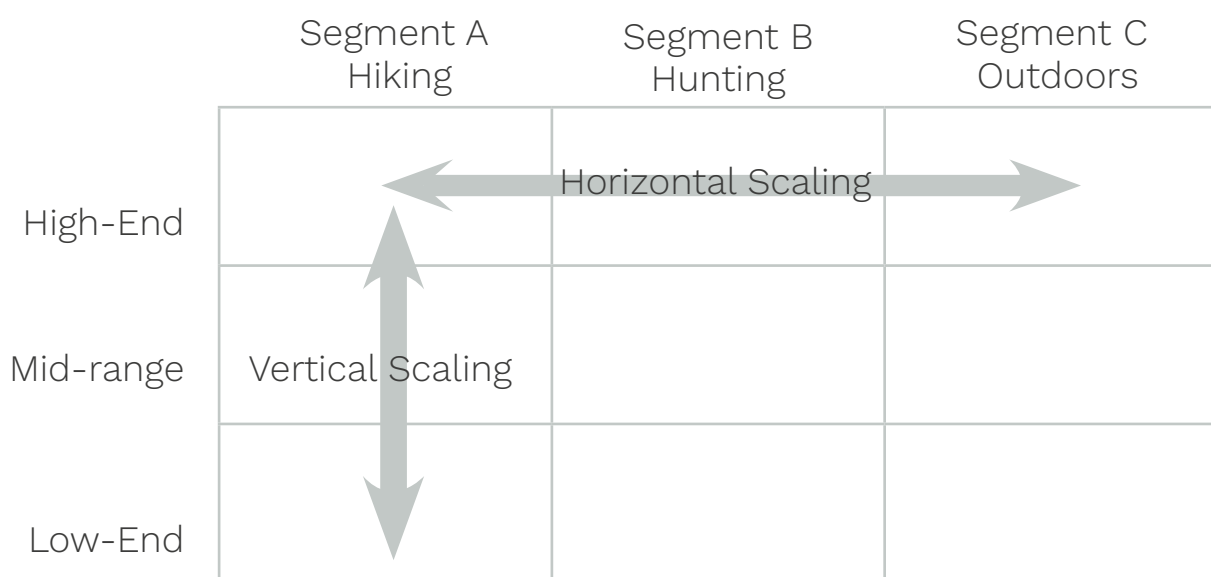 Segment A
Hiking
Segment B
Hunting
Segment C
Outdoors
High-End
Horizontal Scaling
Mid-range
Vertical Scaling
Low-End